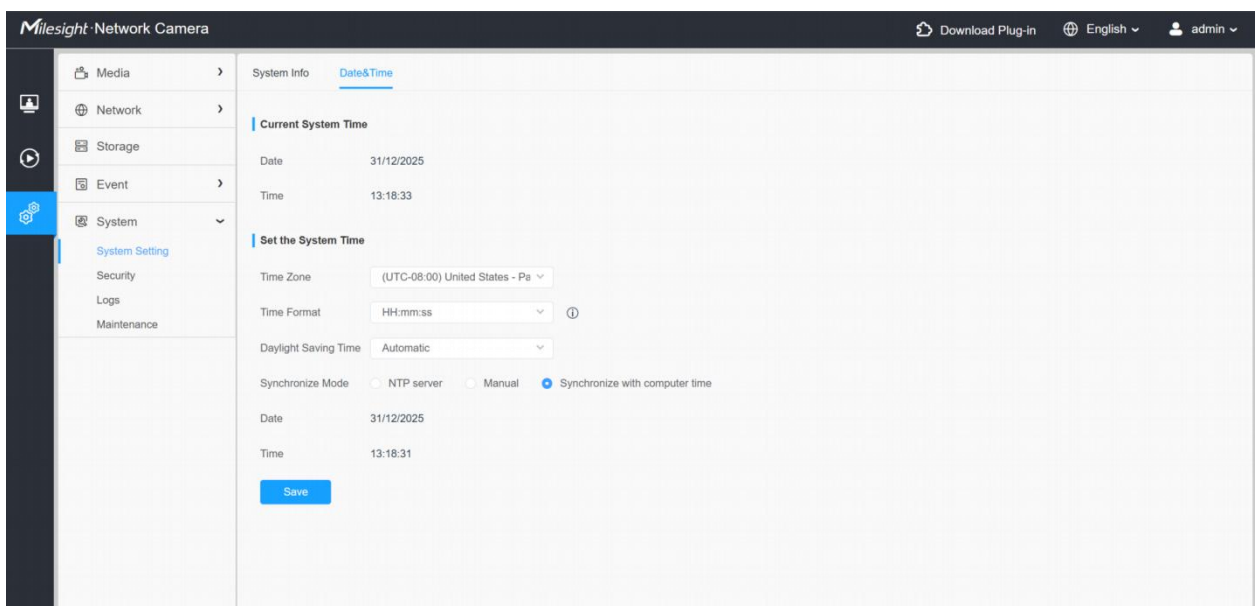 Milesight·Network Camera
Download Plug-in
English
admin
Media
Network
Storage
Event
System
System Setting
Security
Logs
Maintenance
System Info
Date&Time
Current System Time
Date 31/12/2025
Time 13:18:33
Set the System Time
Time Zone (UTC-08:00) United States - Pa
Time Format HH:mm:ss
Daylight Saving Time Automatic
Synchronize Mode NTP server Manual Synchronize with computer time
Date 31/12/2025
Time 13:18:31
Save